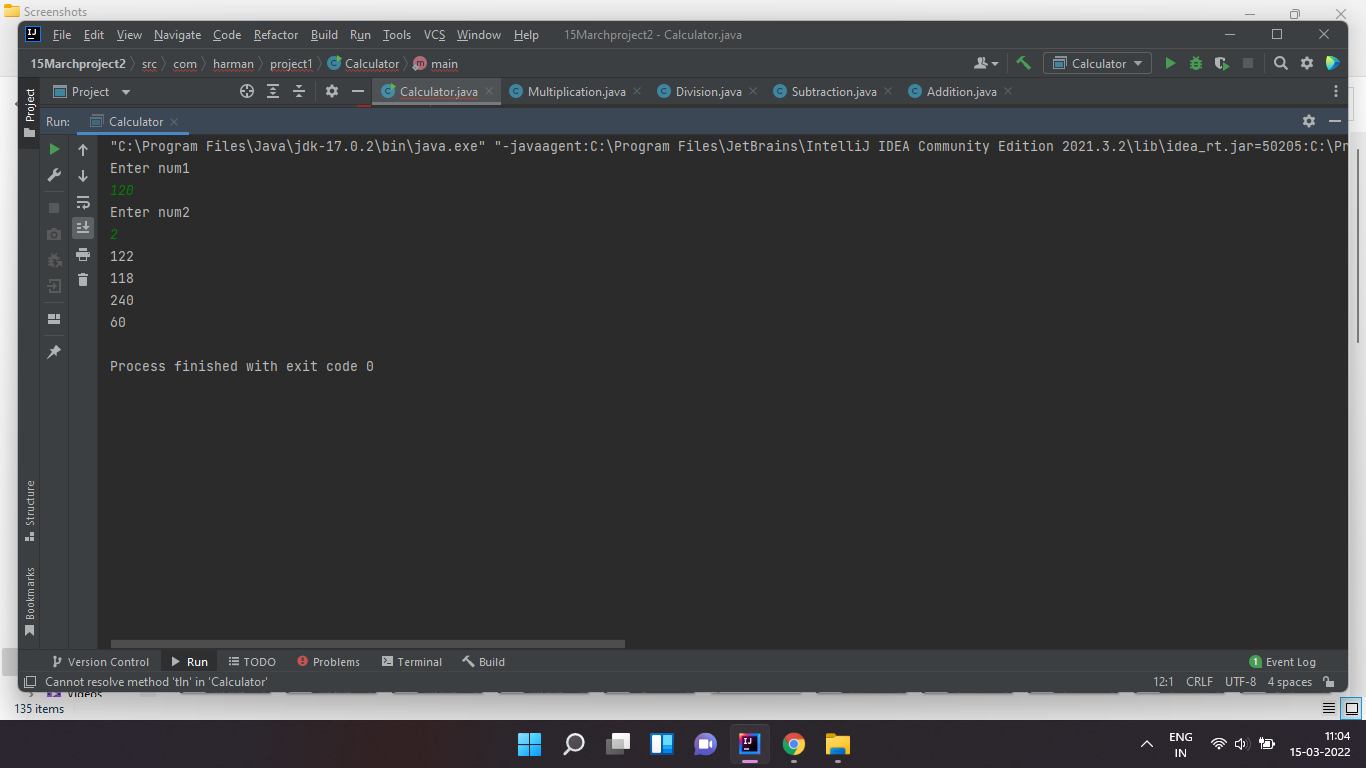 Screenshots
File Edit View Navigate Code Refactor Build Run Tools VCS Window Help 15Marchproject2 - Calculator.java
15Marchproject2 src com harman project1 Calculator main Calculator
Project Project Calculator.java Multiplication.java Division.java Subtraction.java Addition.java
Run: Calculator
"C:\Program Files\Java\jdk-17.0.2\bin\java.exe" "-javaagent:C:\Program Files\JetBrains\IntelliJ IDEA Community Edition 2021.3.2\lib\idea_rt.jar=50205:C:\Pr
Enter num1
120
Enter num2
2
122
118
240
60
Process finished with exit code 0
Structure
Bookmarks
Version Control Run TODO Problems Terminal Build 1 Event Log
Cannot resolve method 'tln' in 'Calculator' 12:1 CRLF UTF-8 4 spaces
Videos
135 items
ENG 11:04
IN 15-03-2022